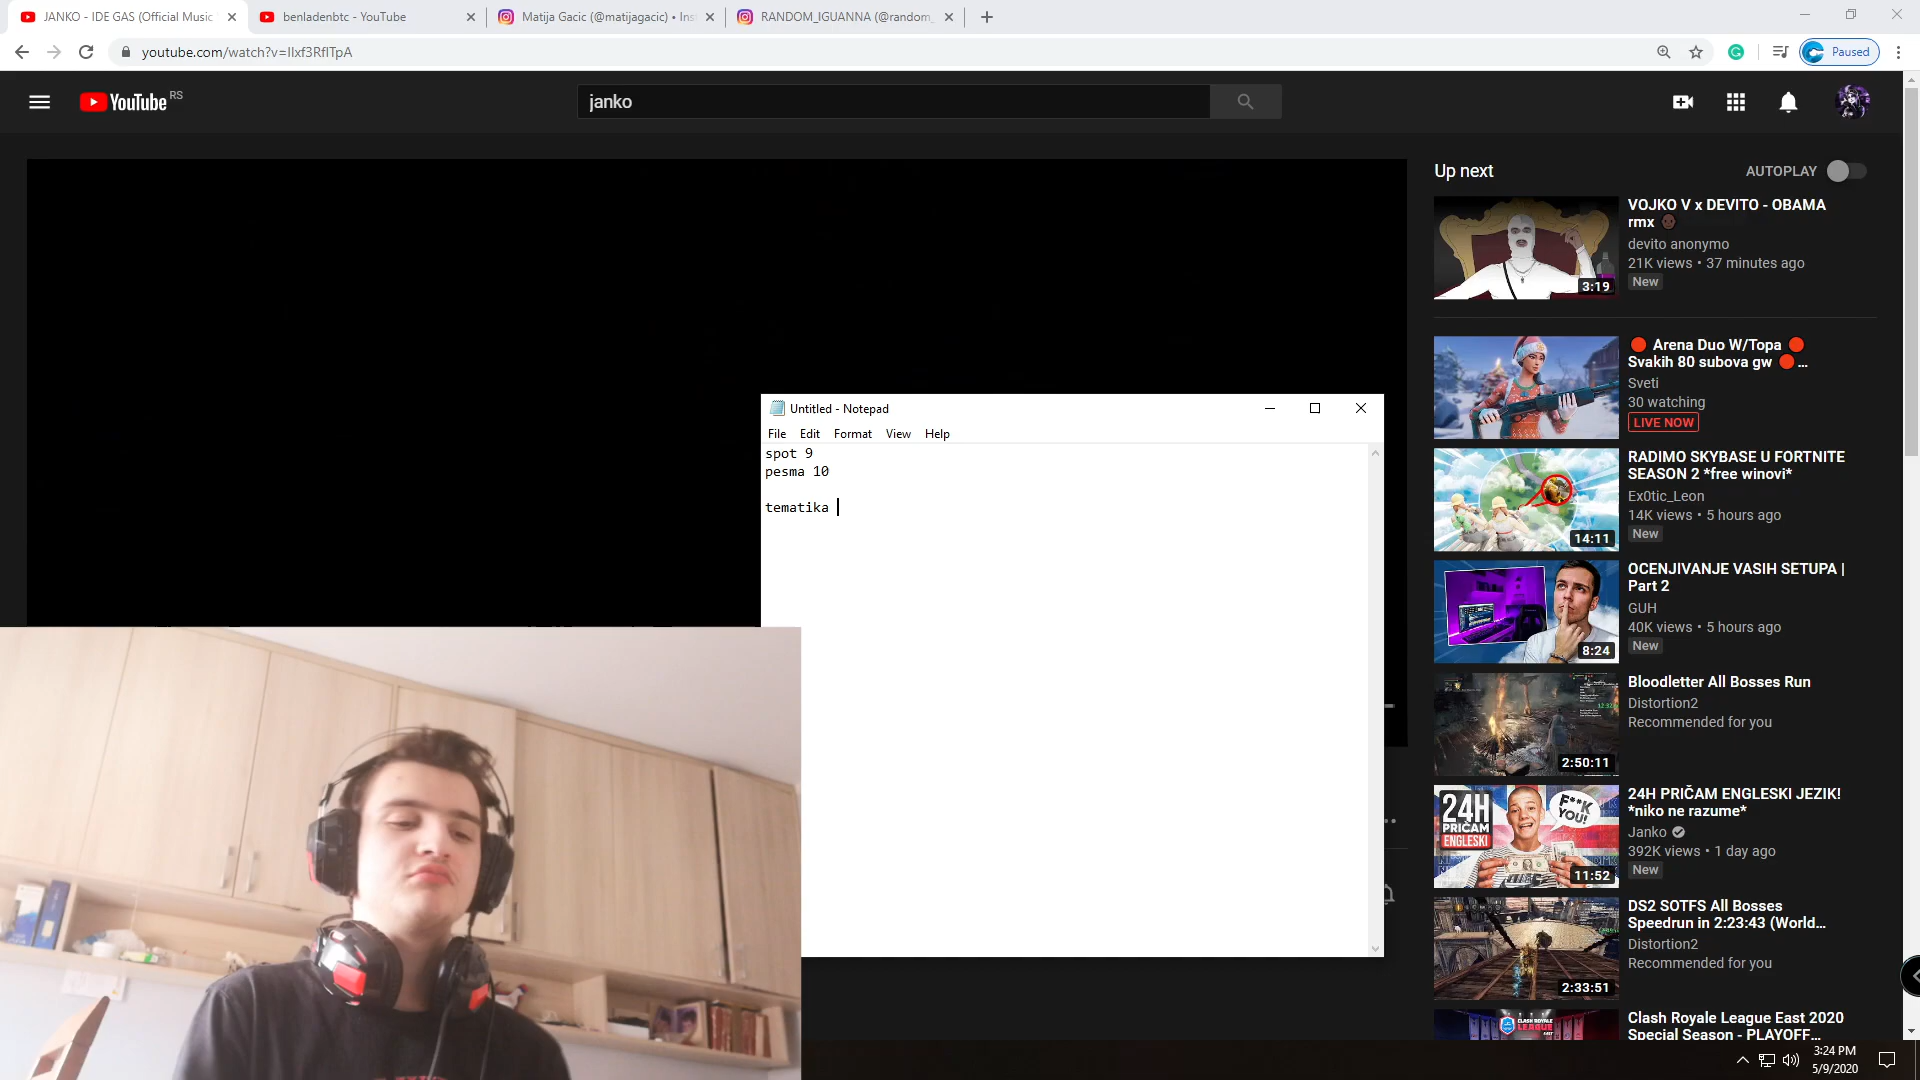 JANKO - IDE GAS (Official Music
benladenbtc - YouTube
Matija Gacic (@matijagacic) • Ins
RANDOM_IGUANNA (@random_
youtube.com/watch?v=IIxf3RfITpA
Paused
YouTube RS
janko
Up next
AUTOPLAY
VOJKO V x DEVITO - OBAMA
rmx
devito anonymo
21K views • 37 minutes ago
New
3:19
Arena Duo W/Topa
Svakih 80 subova gw ...
Sveti
30 watching
LIVE NOW
RADIMO SKYBASE U FORTNITE
SEASON 2 *free winovi*
Ex0tic_Leon
14K views • 5 hours ago
New
14:11
OCENJIVANJE VASIH SETUPA |
Part 2
GUH
40K views • 5 hours ago
New
8:24
Bloodletter All Bosses Run
Distortion2
Recommended for you
2:50:11
24H PRIČAM ENGLESKI JEZIK!
*niko ne razume*
Janko
392K views • 1 day ago
New
24H
PRIČAM
ENGLESKI
F**K
YOU!
11:52
DS2 SOTFS All Bosses
Speedrun in 2:23:43 (World...
Distortion2
Recommended for you
2:33:51
Clash Royale League East 2020
Special Season - PLAYOFF...
CLASH ROYALE
LEAGUE
Untitled - Notepad
File Edit Format View Help
spot 9
pesma 10
tematika
3:24 PM
5/9/2020